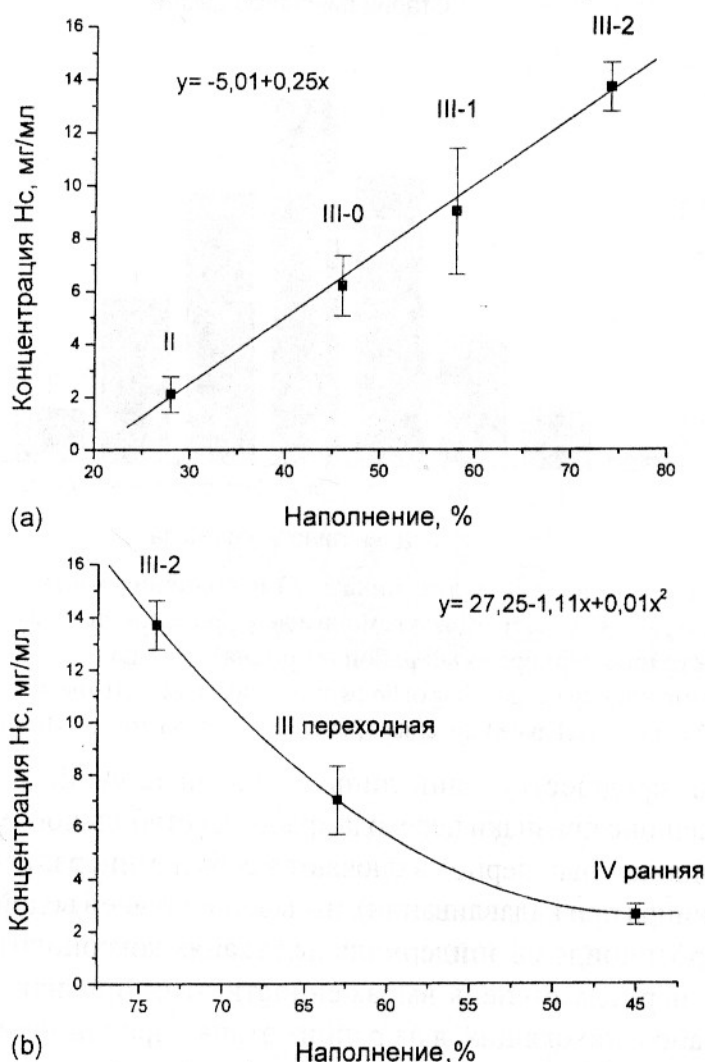 III-2
16
y= -5,01+0,25x
14
III-1
12
10
III-0
8
6
II
4
2
0
20 30 40 50 60 70 80
Концентрация Hc, мг/мл
(a)
Наполнение, %
III-2
16
y= 27,25-1,11x+0,01x²
14
12
III переходная
10
8
6
IV ранняя
4
2
0
75 70 65 60 55 50 45
Концентрация Hc, мг/мл
(b)
Наполнение,%